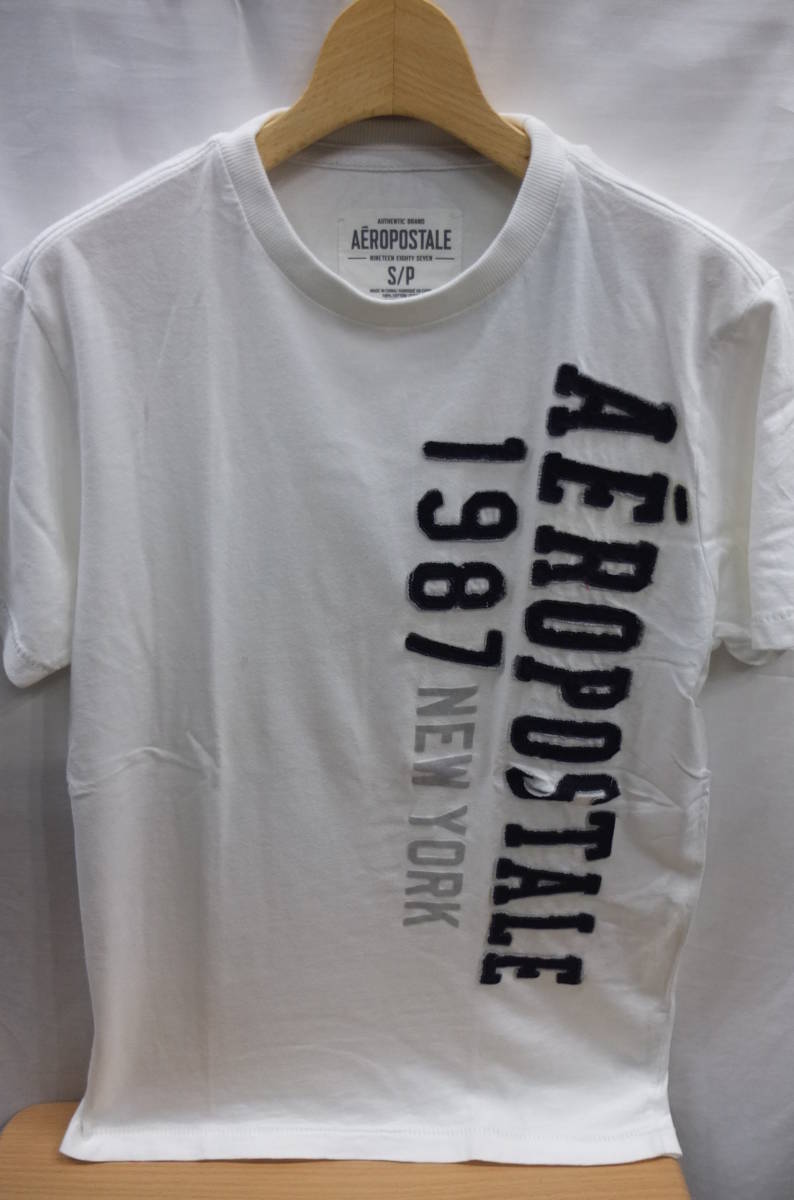 AUTHENTIC BRAND
AÉROPOSTALE
NINETEEN EIGHTY SEVEN
S/P
AÉROPOSTALE
1987 NEW YORK